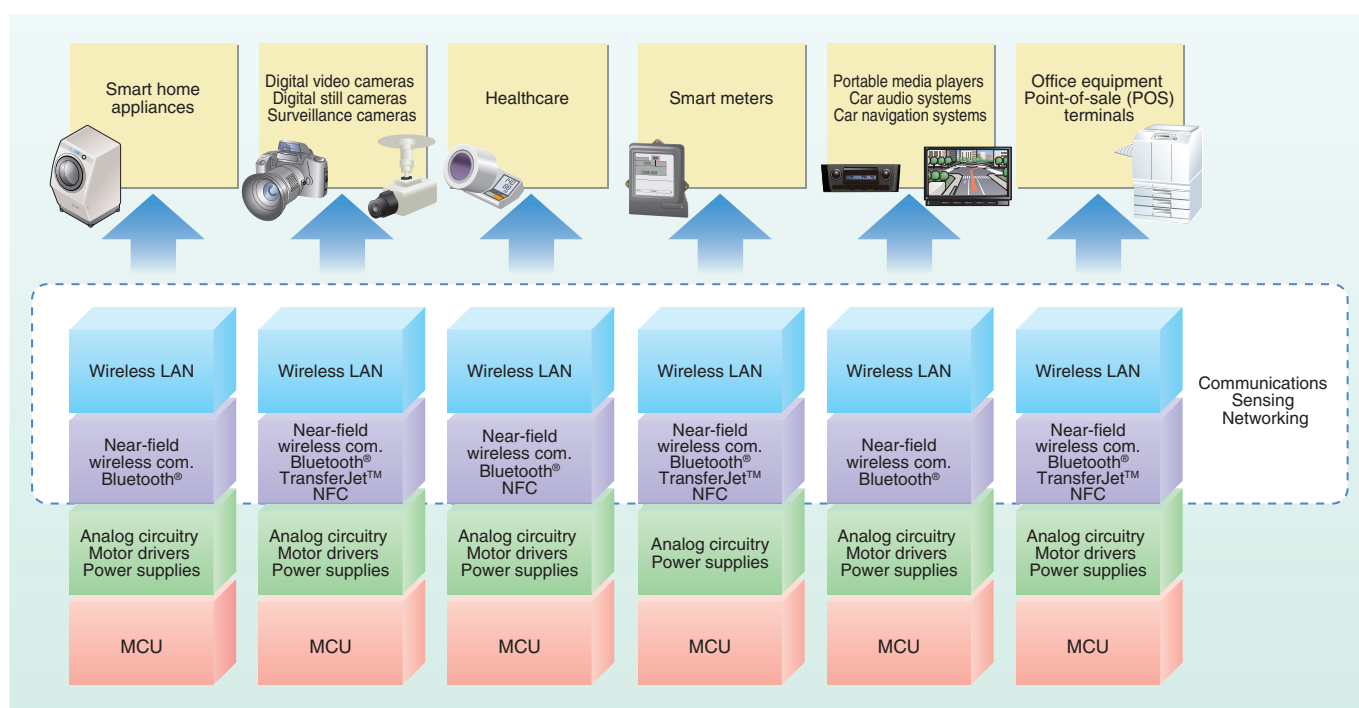 Smart home
appliances
Digital video cameras
Digital still cameras
Surveillance cameras
Healthcare
Smart meters
Portable media players
Car audio systems
Car navigation systems
Office equipment
Point-of-sale (POS)
terminals
Wireless LAN
Wireless LAN
Wireless LAN
Wireless LAN
Wireless LAN
Wireless LAN
Communications
Sensing
Networking
Near-field
wireless com.
Bluetooth®
Near-field
wireless com.
Bluetooth®
TransferJet™
NFC
Near-field
wireless com.
Bluetooth®
NFC
Near-field
wireless com.
Bluetooth®
TransferJet™
NFC
Near-field
wireless com.
Bluetooth®
Near-field
wireless com.
Bluetooth®
TransferJet™
NFC
Analog circuitry
Motor drivers
Power supplies
Analog circuitry
Motor drivers
Power supplies
Analog circuitry
Motor drivers
Power supplies
Analog circuitry
Power supplies
Analog circuitry
Motor drivers
Power supplies
Analog circuitry
Motor drivers
Power supplies
MCU
MCU
MCU
MCU
MCU
MCU